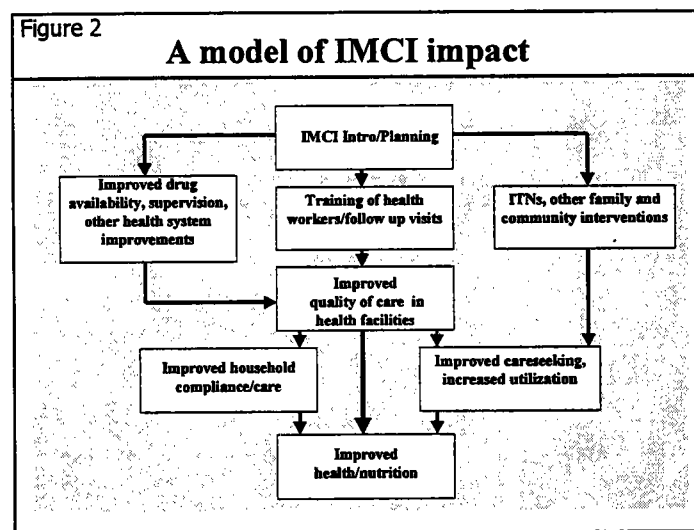 Figure 2
A model of IMCI impact
IMCI Intro/Planning
Improved drug
availability, supervision,
other health system
improvements
Training of health
workers/follow up visits
ITNs, other family and
community interventions
Improved
quality of care in
health facilities
Improved household
compliance/care
Improved careseeking,
increased utilization
Improved
health/nutrition